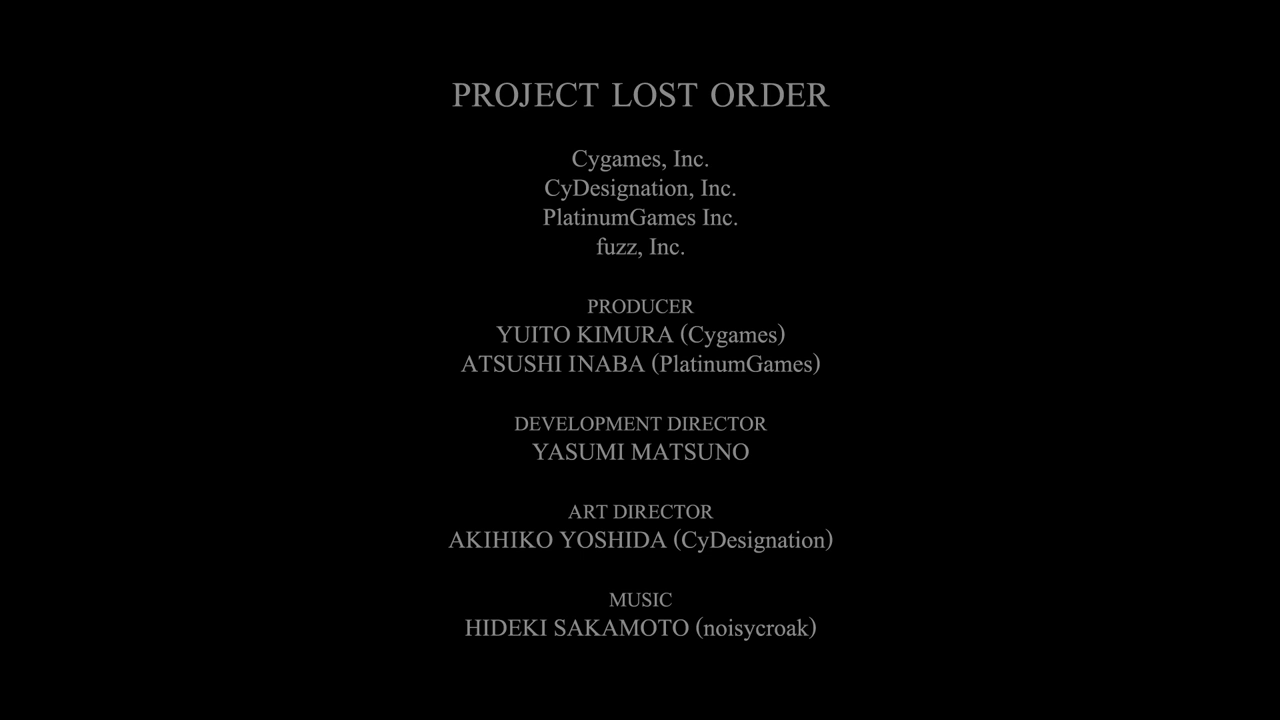 PROJECT LOST ORDER
Cygames, Inc.
CyDesignation, Inc.
PlatinumGames Inc.
fuzz, Inc.
PRODUCER
YUITO KIMURA (Cygames)
ATSUSHI INABA (PlatinumGames)
DEVELOPMENT DIRECTOR
YASUMI MATSUNO
ART DIRECTOR
AKIHIKO YOSHIDA (CyDesignation)
MUSIC
HIDEKI SAKAMOTO (noisycroak)